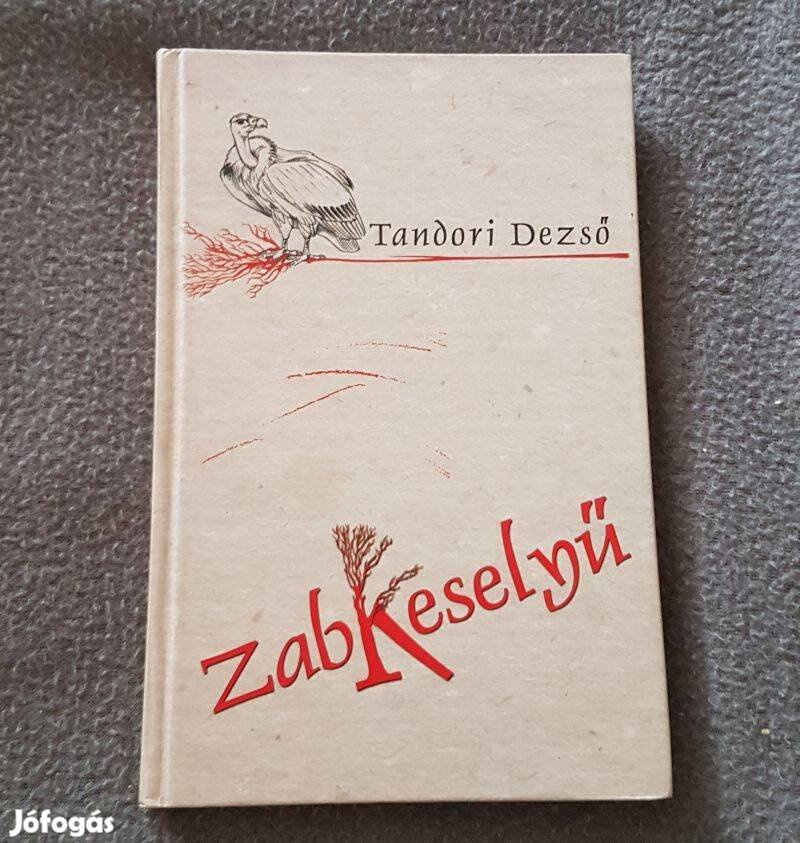 Tandori Dezső
ZabKeselyű
Jófogás